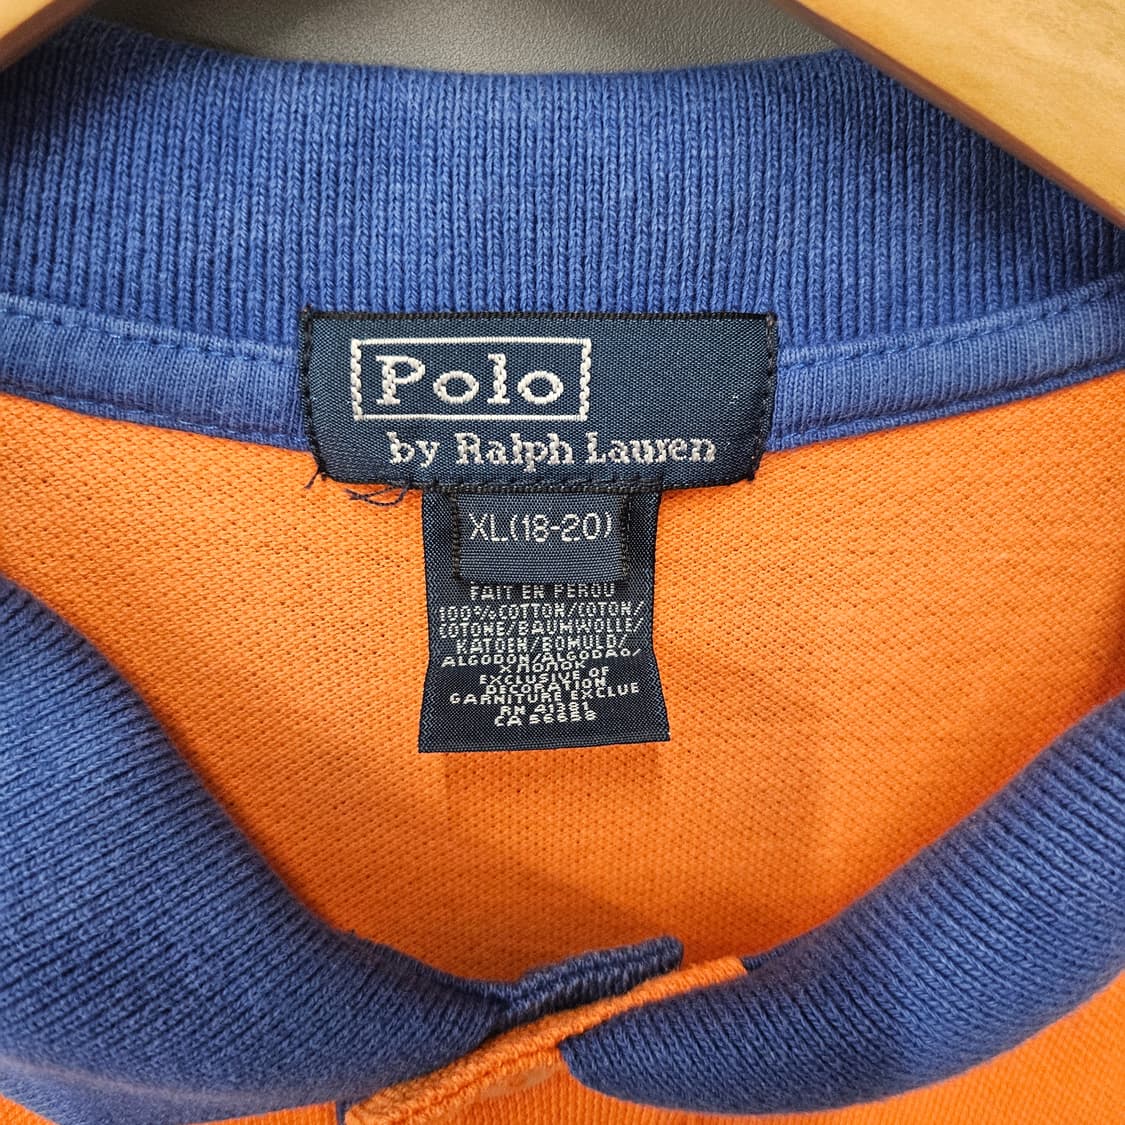 Polo
by Ralph Lauren
XL(18-20)
FAIT EN PEROU
100%COTTON/COTON/
COTONE/BAUMWOLLE/
KATOEN/BOMULD/
ALGODON/ALGODAO/
ХЛОПОК
EXCLUSIVE OF
DECORATION
GARNITURE EXCLUE
RN 41381
CA 56658